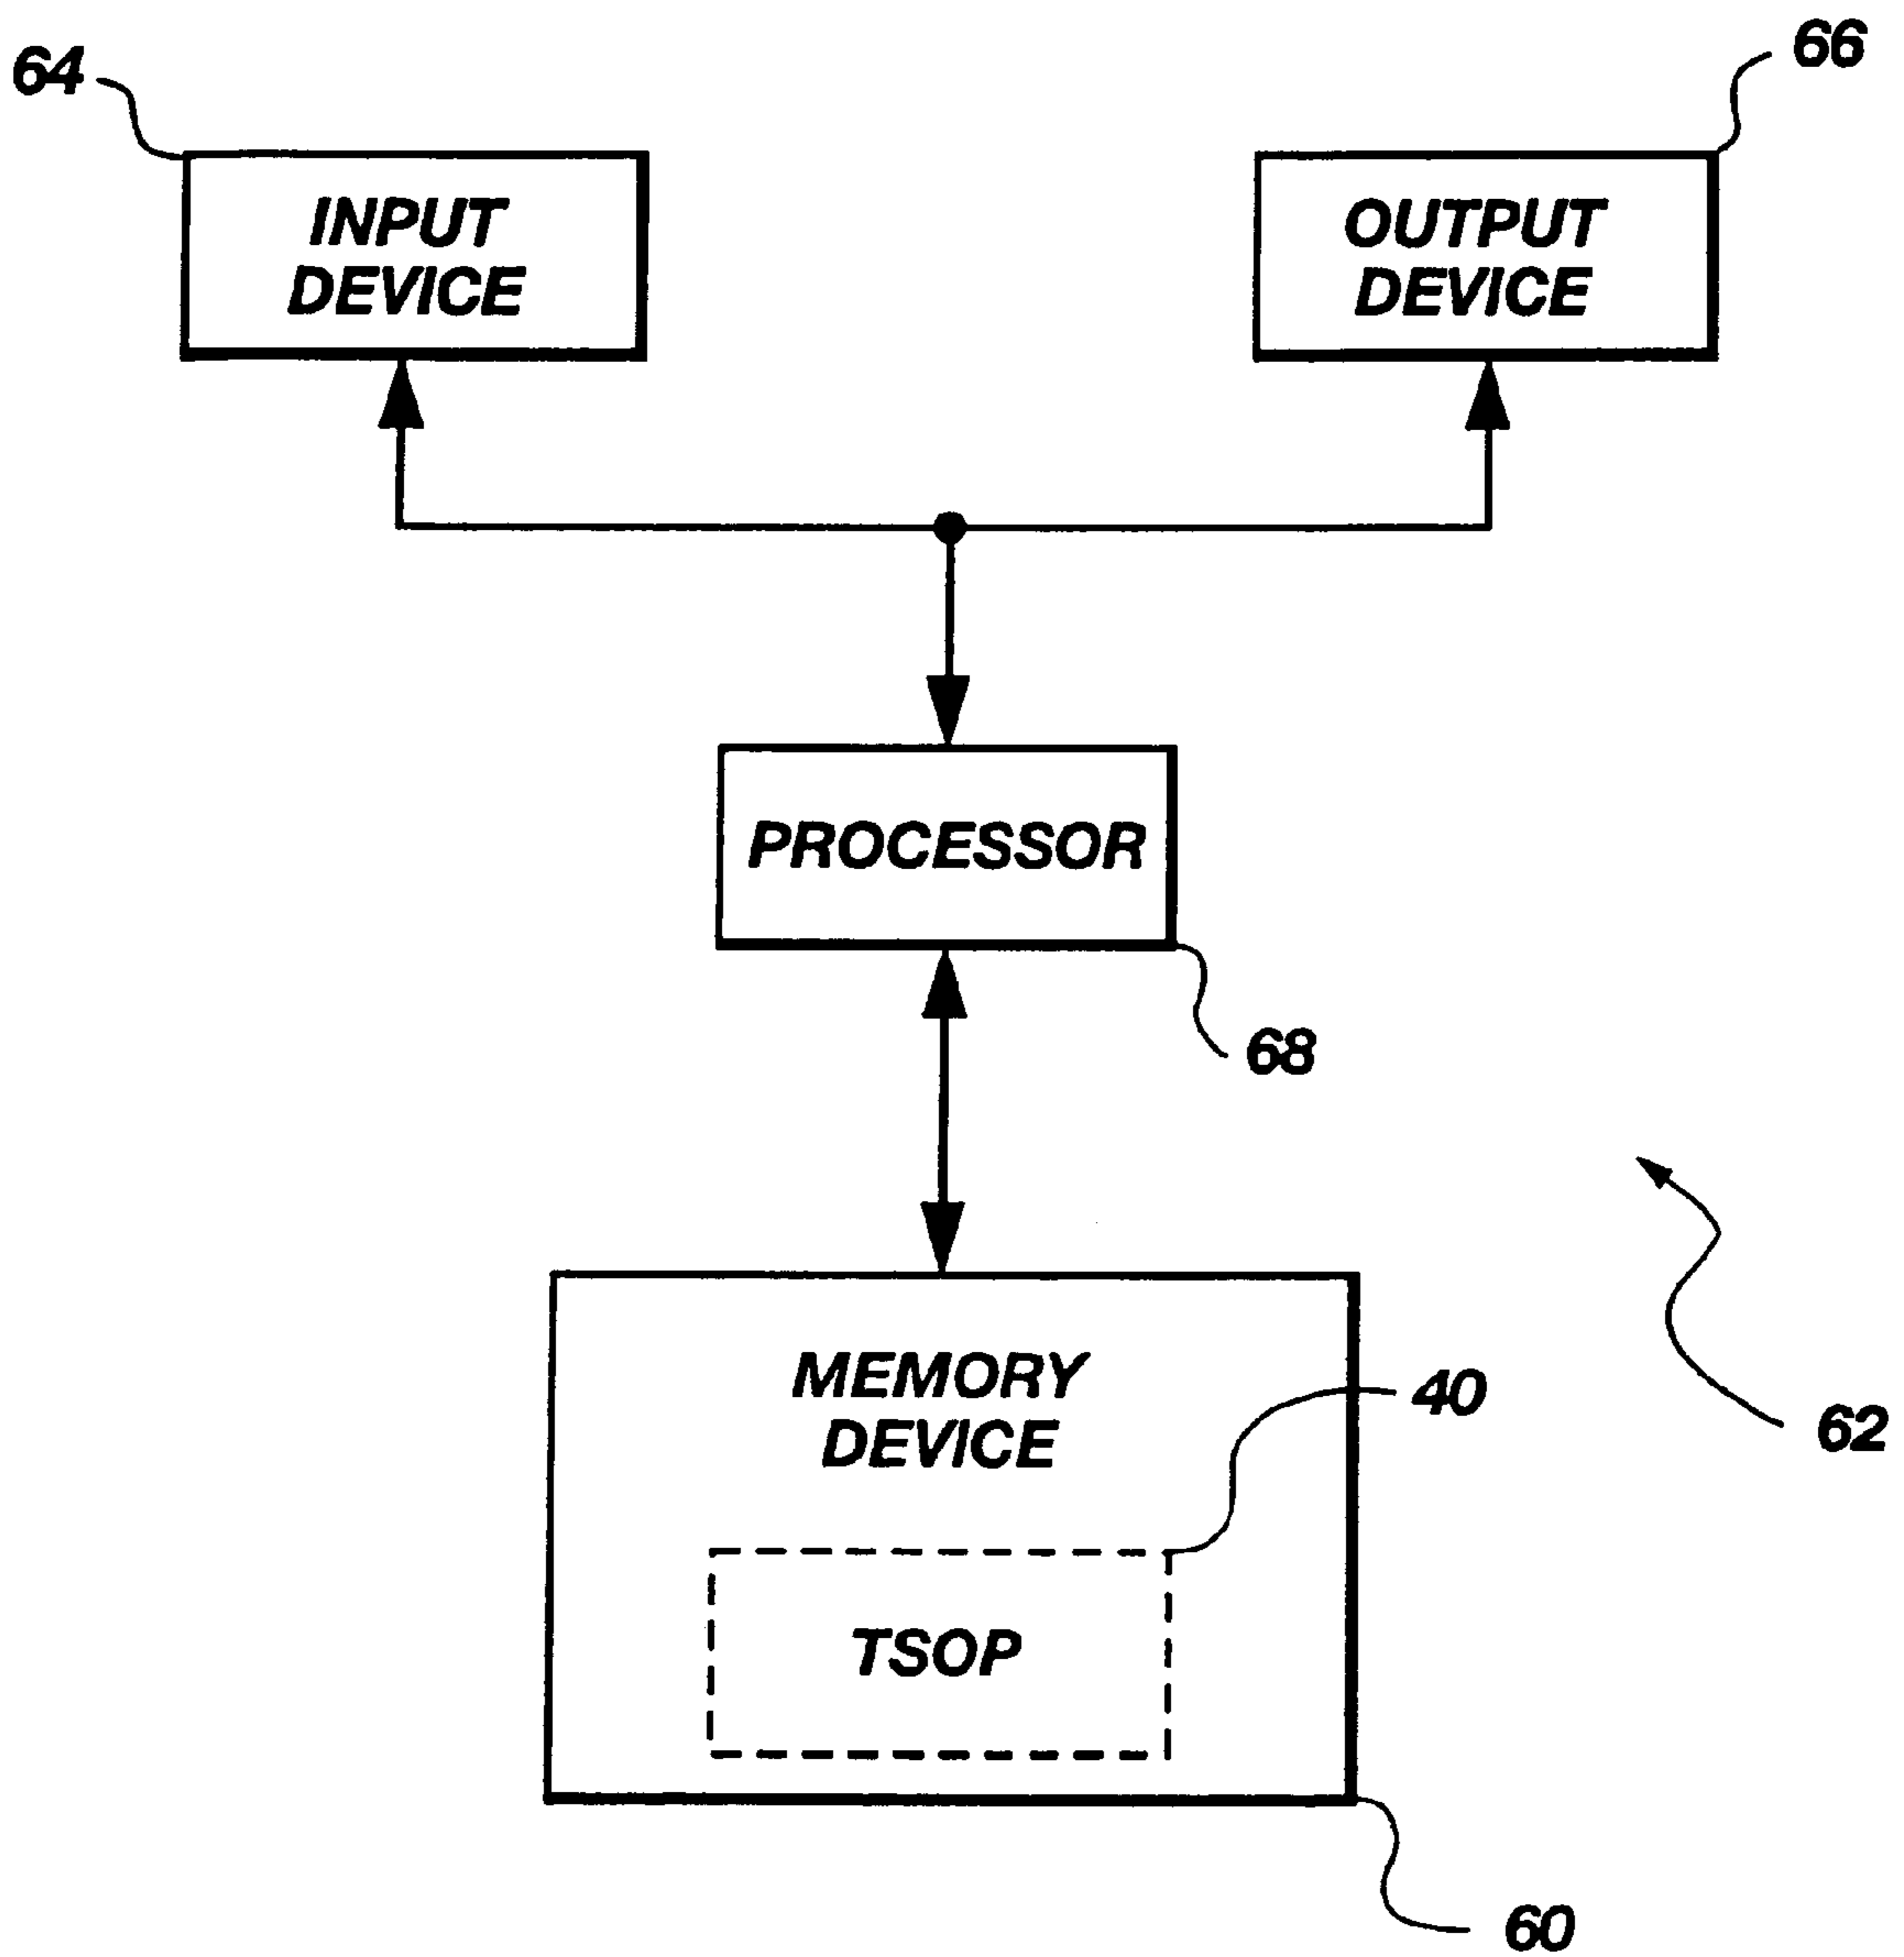 64
66
INPUT
DEVICE
OUTPUT
DEVICE
PROCESSOR
68
MEMORY
DEVICE
40
62
TSOP
60